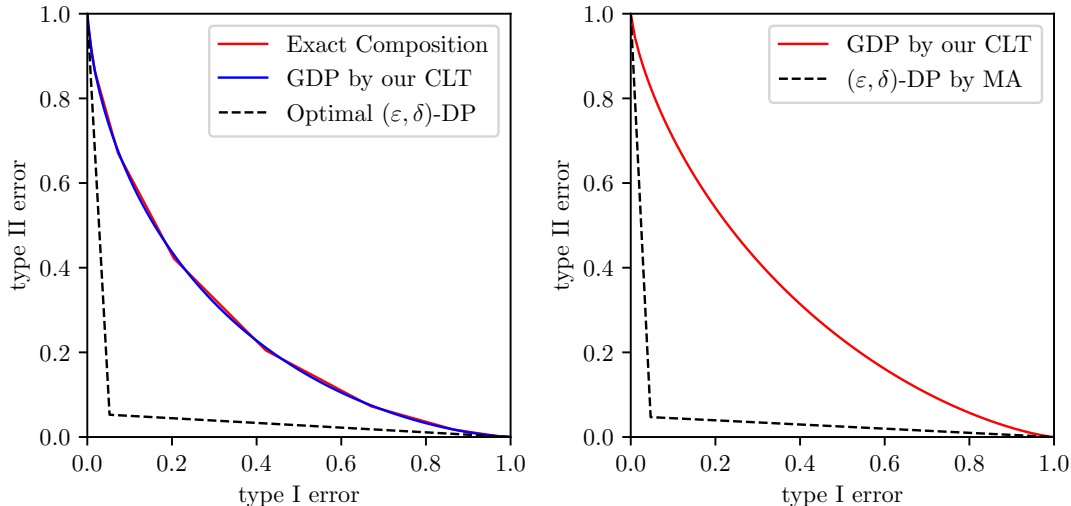 1.0
0.8
0.6
0.4
0.2
0.0
type II error
Exact Composition
GDP by our CLT
Optimal (ε, δ)-DP
0.0 0.2 0.4 0.6 0.8 1.0
type I error
1.0
0.8
0.6
0.4
0.2
0.0
type II error
GDP by our CLT
(ε, δ)-DP by MA
0.0 0.2 0.4 0.6 0.8 1.0
type I error